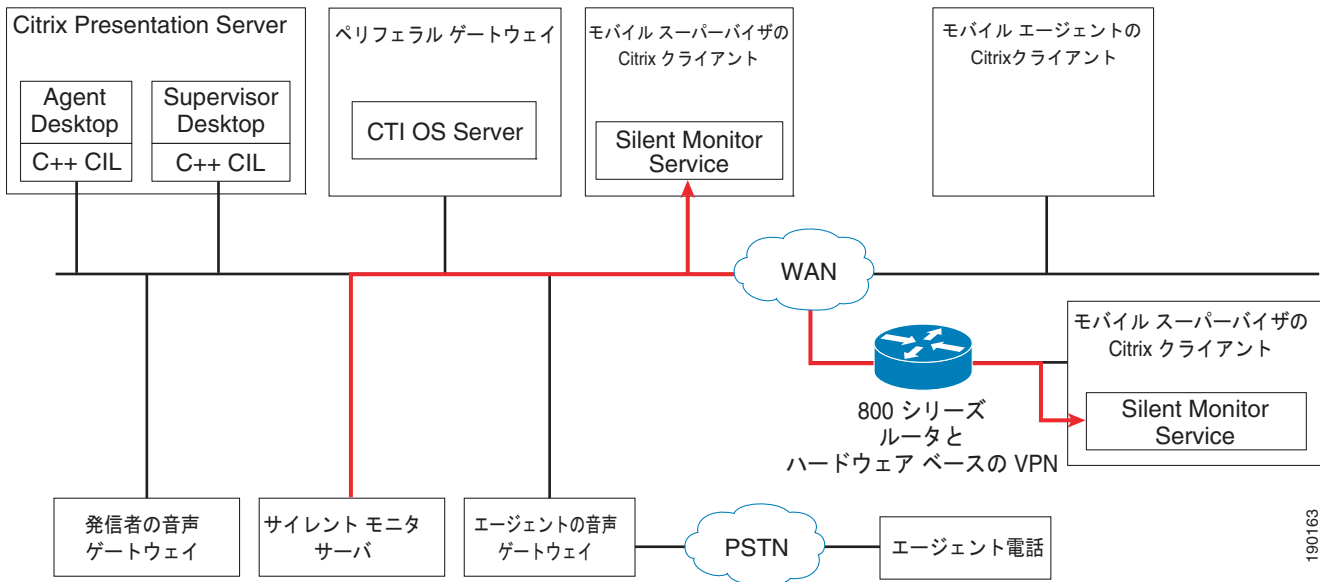 Citrix Presentation Server
Agent
Desktop
C++ CIL
Supervisor
Desktop
C++ CIL
ペリフェラル ゲートウェイ
CTI OS Server
モバイル スーパーバイザの
Citrix クライアント
Silent Monitor
Service
モバイル エージェントの
Citrixクライアント
WAN
800 シリーズ
ルータと
ハードウェア ベースの VPN
モバイル スーパーバイザの
Citrix クライアント
Silent Monitor
Service
発信者の音声
ゲートウェイ
サイレント モニタ
サーバ
エージェントの音声
ゲートウェイ
PSTN
エージェント電話
190163